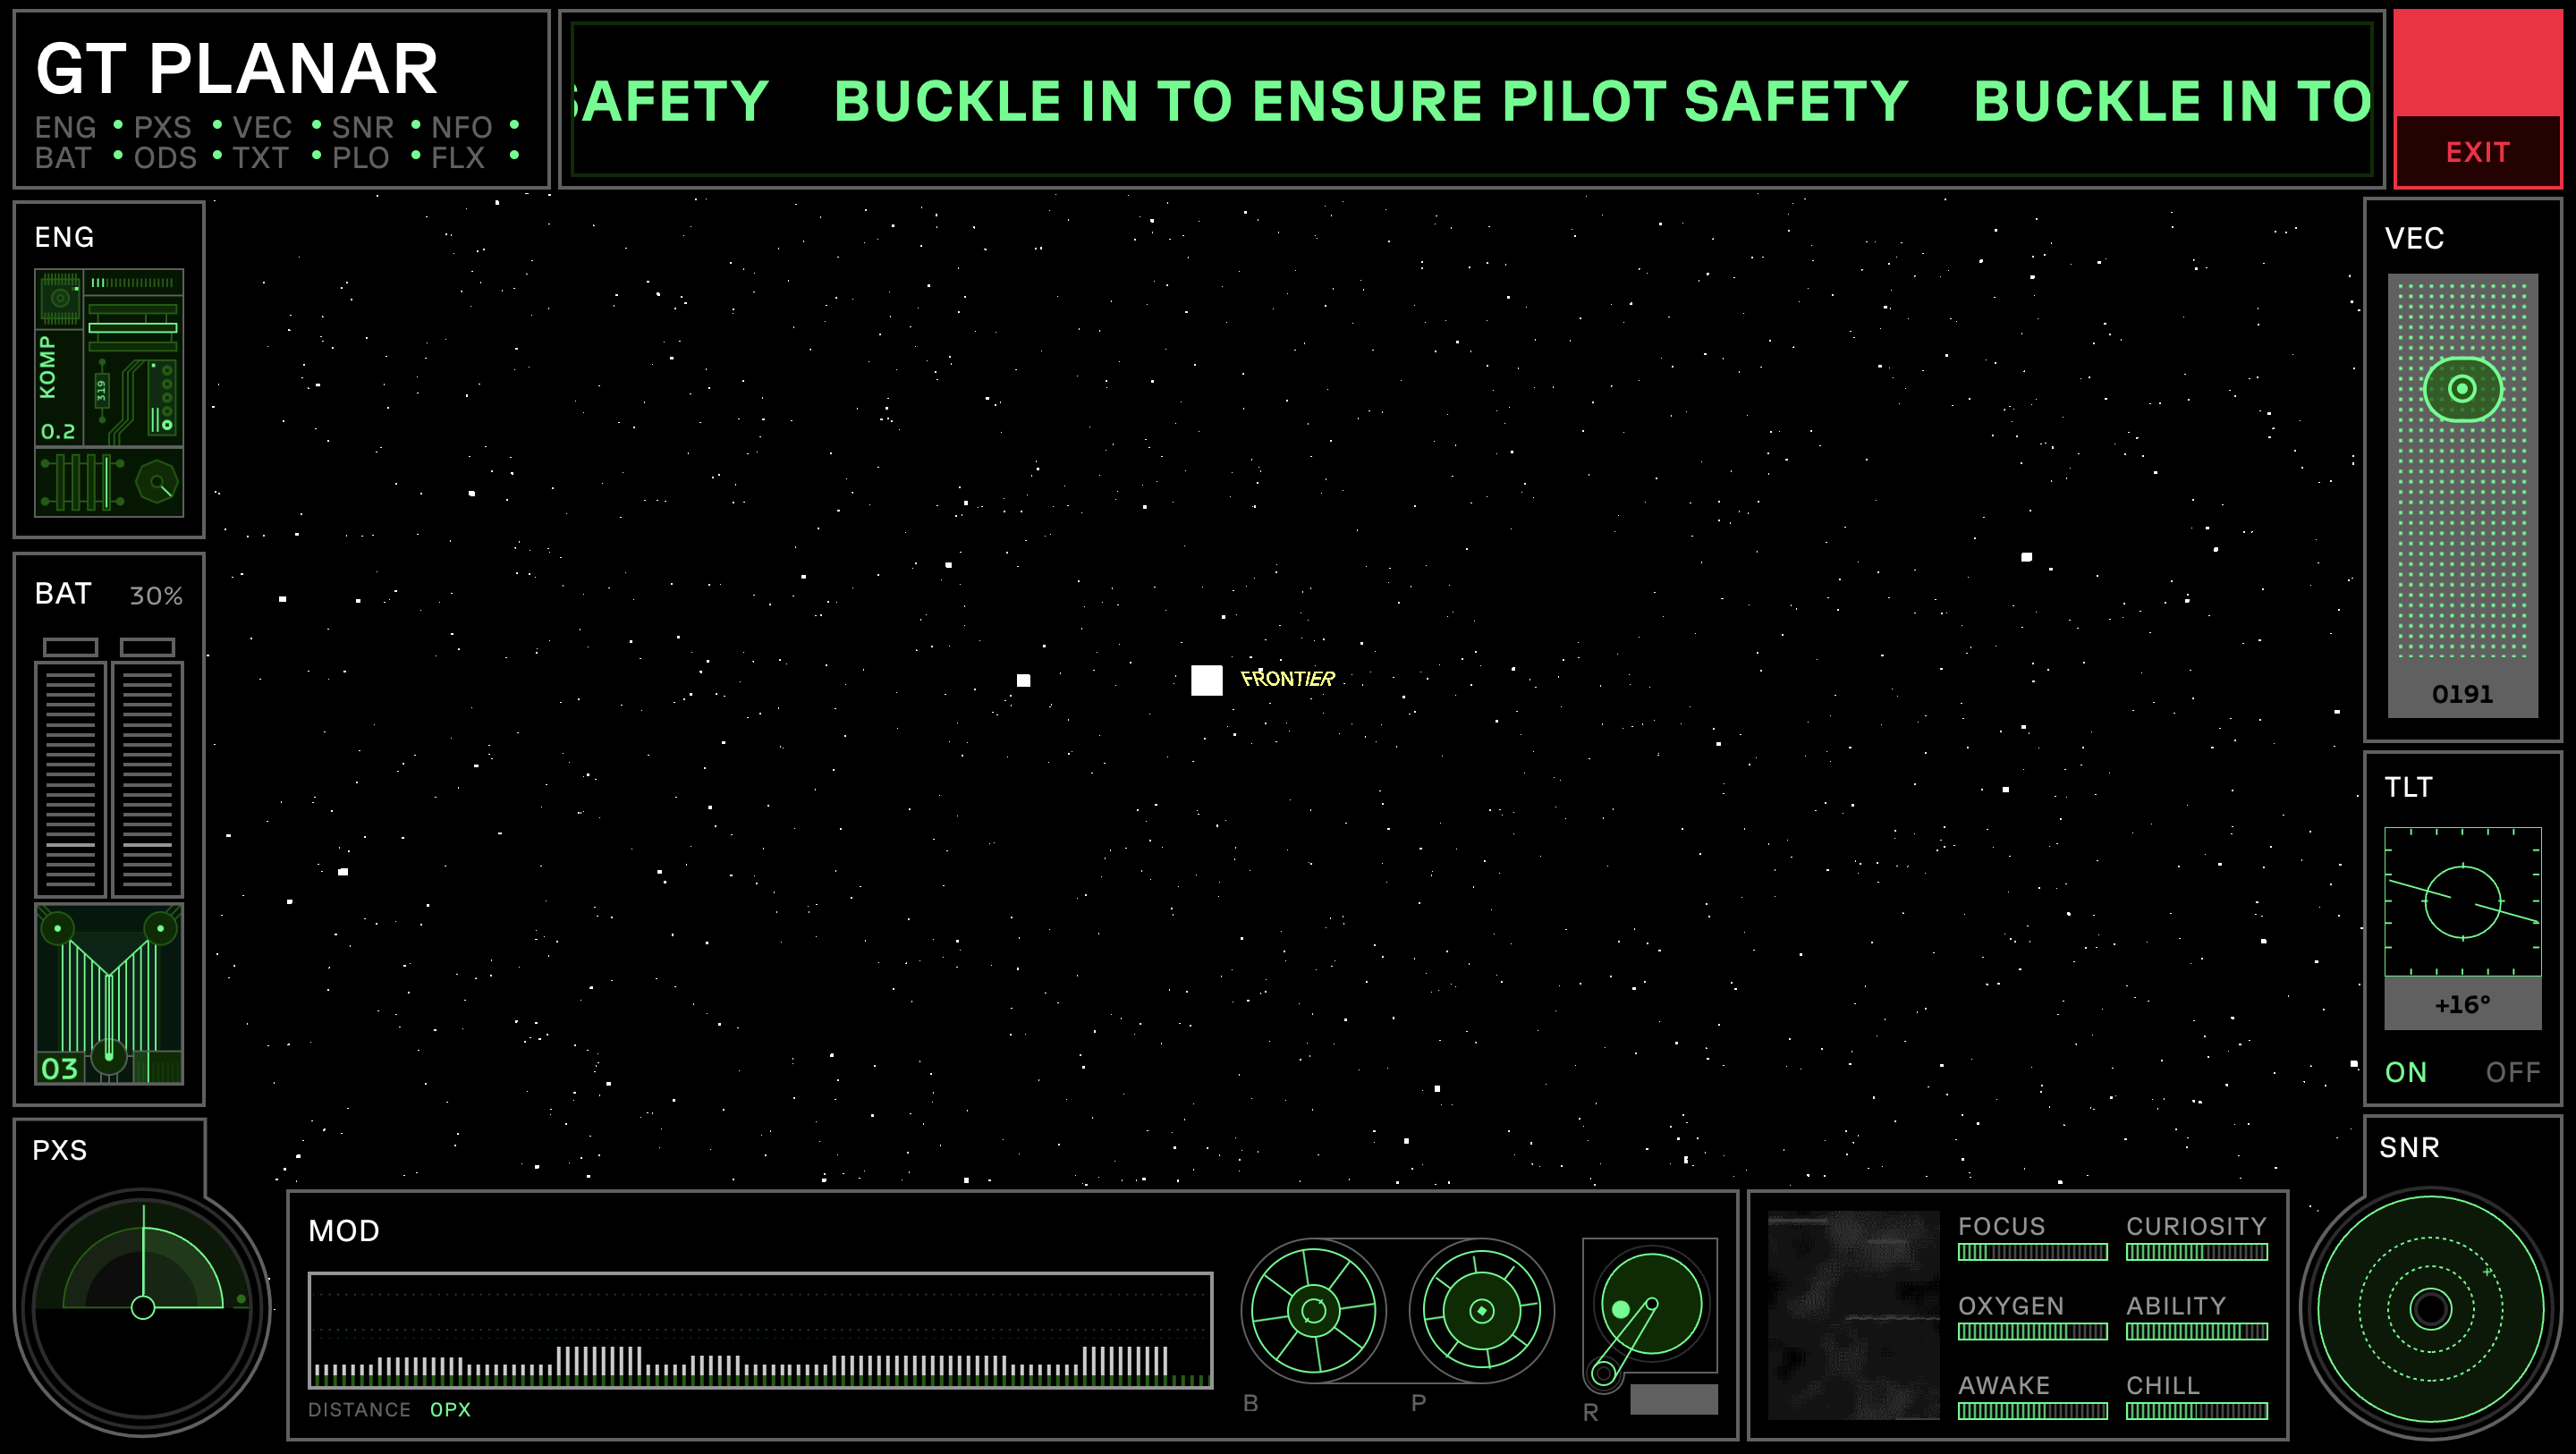 GT PLANAR
ENG • PXS • VEC • SNR • NFO •
BAT • ODS • TXT • PLO • FLX •
SAFETY BUCKLE IN TO ENSURE PILOT SAFETY BUCKLE IN TO
EXIT
ENG
KOMP
319
0.2
BAT 30%
03
PXS
FRONTIER
VEC
0191
TLT
+16°
ON OFF
SNR
MOD
DISTANCE 0PX
B P R
FOCUS CURIOSITY
OXYGEN ABILITY
AWAKE CHILL